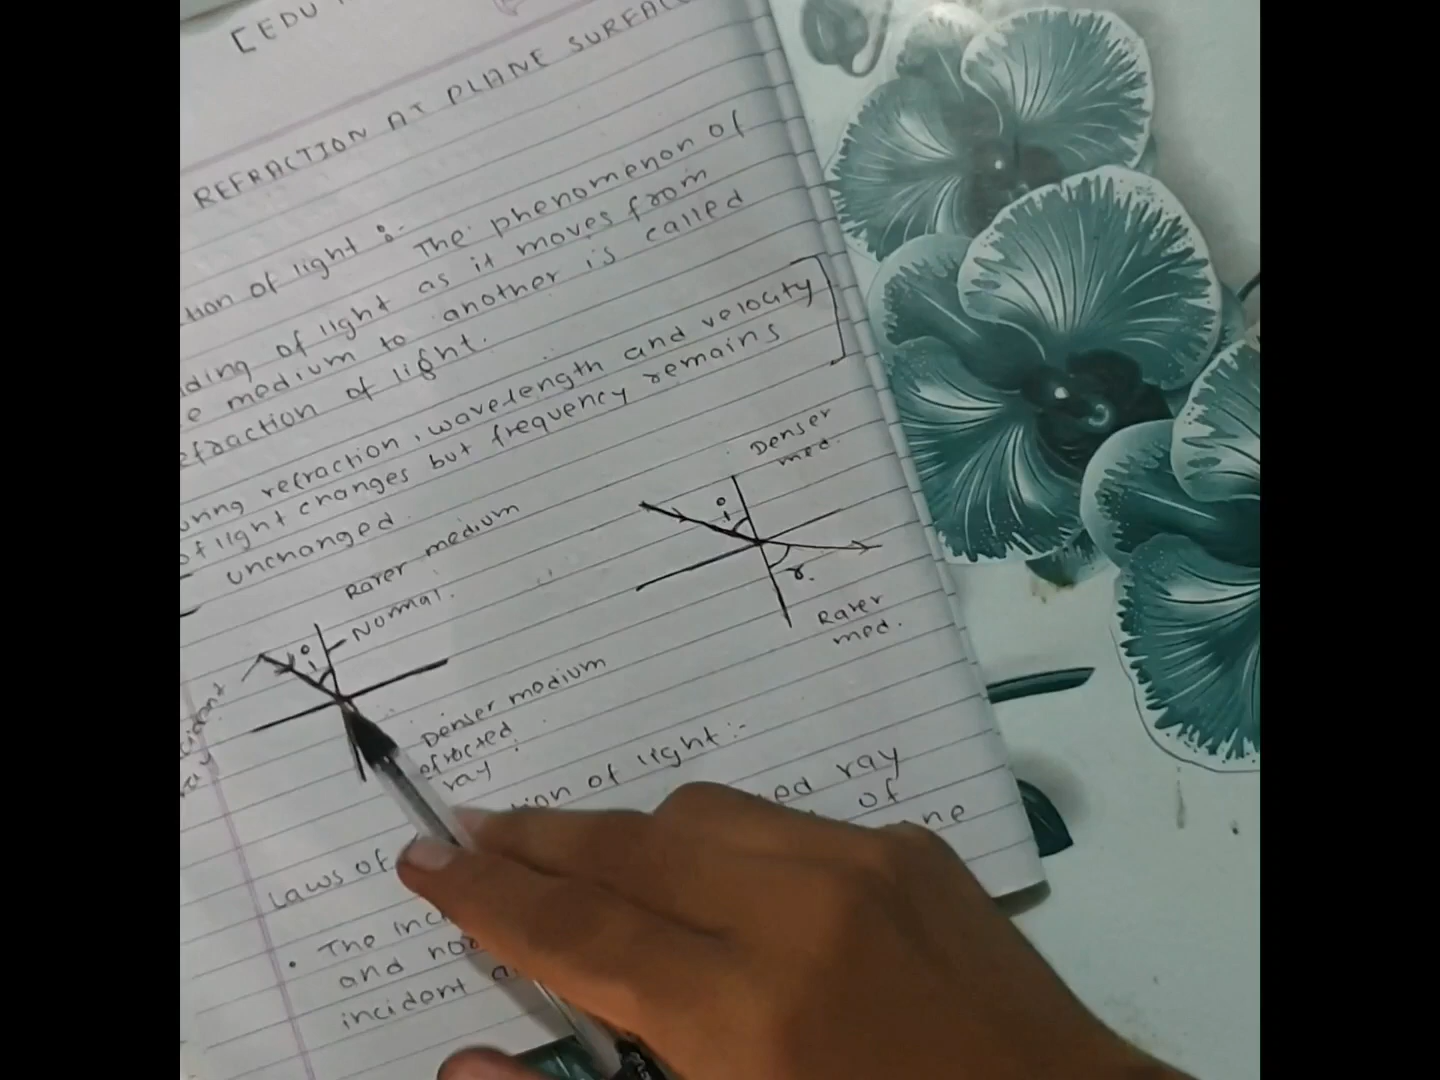 [EDU
REFRACTION AT PLANE SURFAC
tion of light :-
The phenomenon of
ding of light as it moves from
e medium to another is called
efraction of light.
uring refraction, wavelength and velocity
of light changes but frequency remains
unchanged.
Rarer medium
Normal.
i
Denser medium
efracted
ray
Denser
med.
i
r.
Rarer
med.
Laws of
tion of light :-
The inc
ed ray
and no
of
incident a
ne